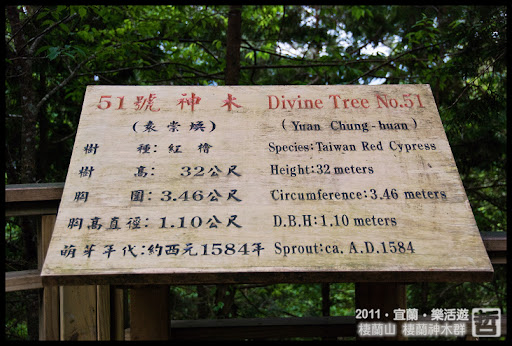 51號神木 Divine Tree No.51
(袁崇煥) (Yuan Chung-huan)
樹 種:紅檜 Species:Taiwan Red Cypress
樹 高: 32公尺 Height:32 meters
胸 圍:3.46公尺 Circumference:3.46 meters
胸高直徑:1.10公尺 D.B.H:1.10 meters
萌芽年代:約西元1584年 Sprout:ca. A.D.1584
2011・宜蘭・樂活遊
棲蘭山 棲蘭神木群 哲